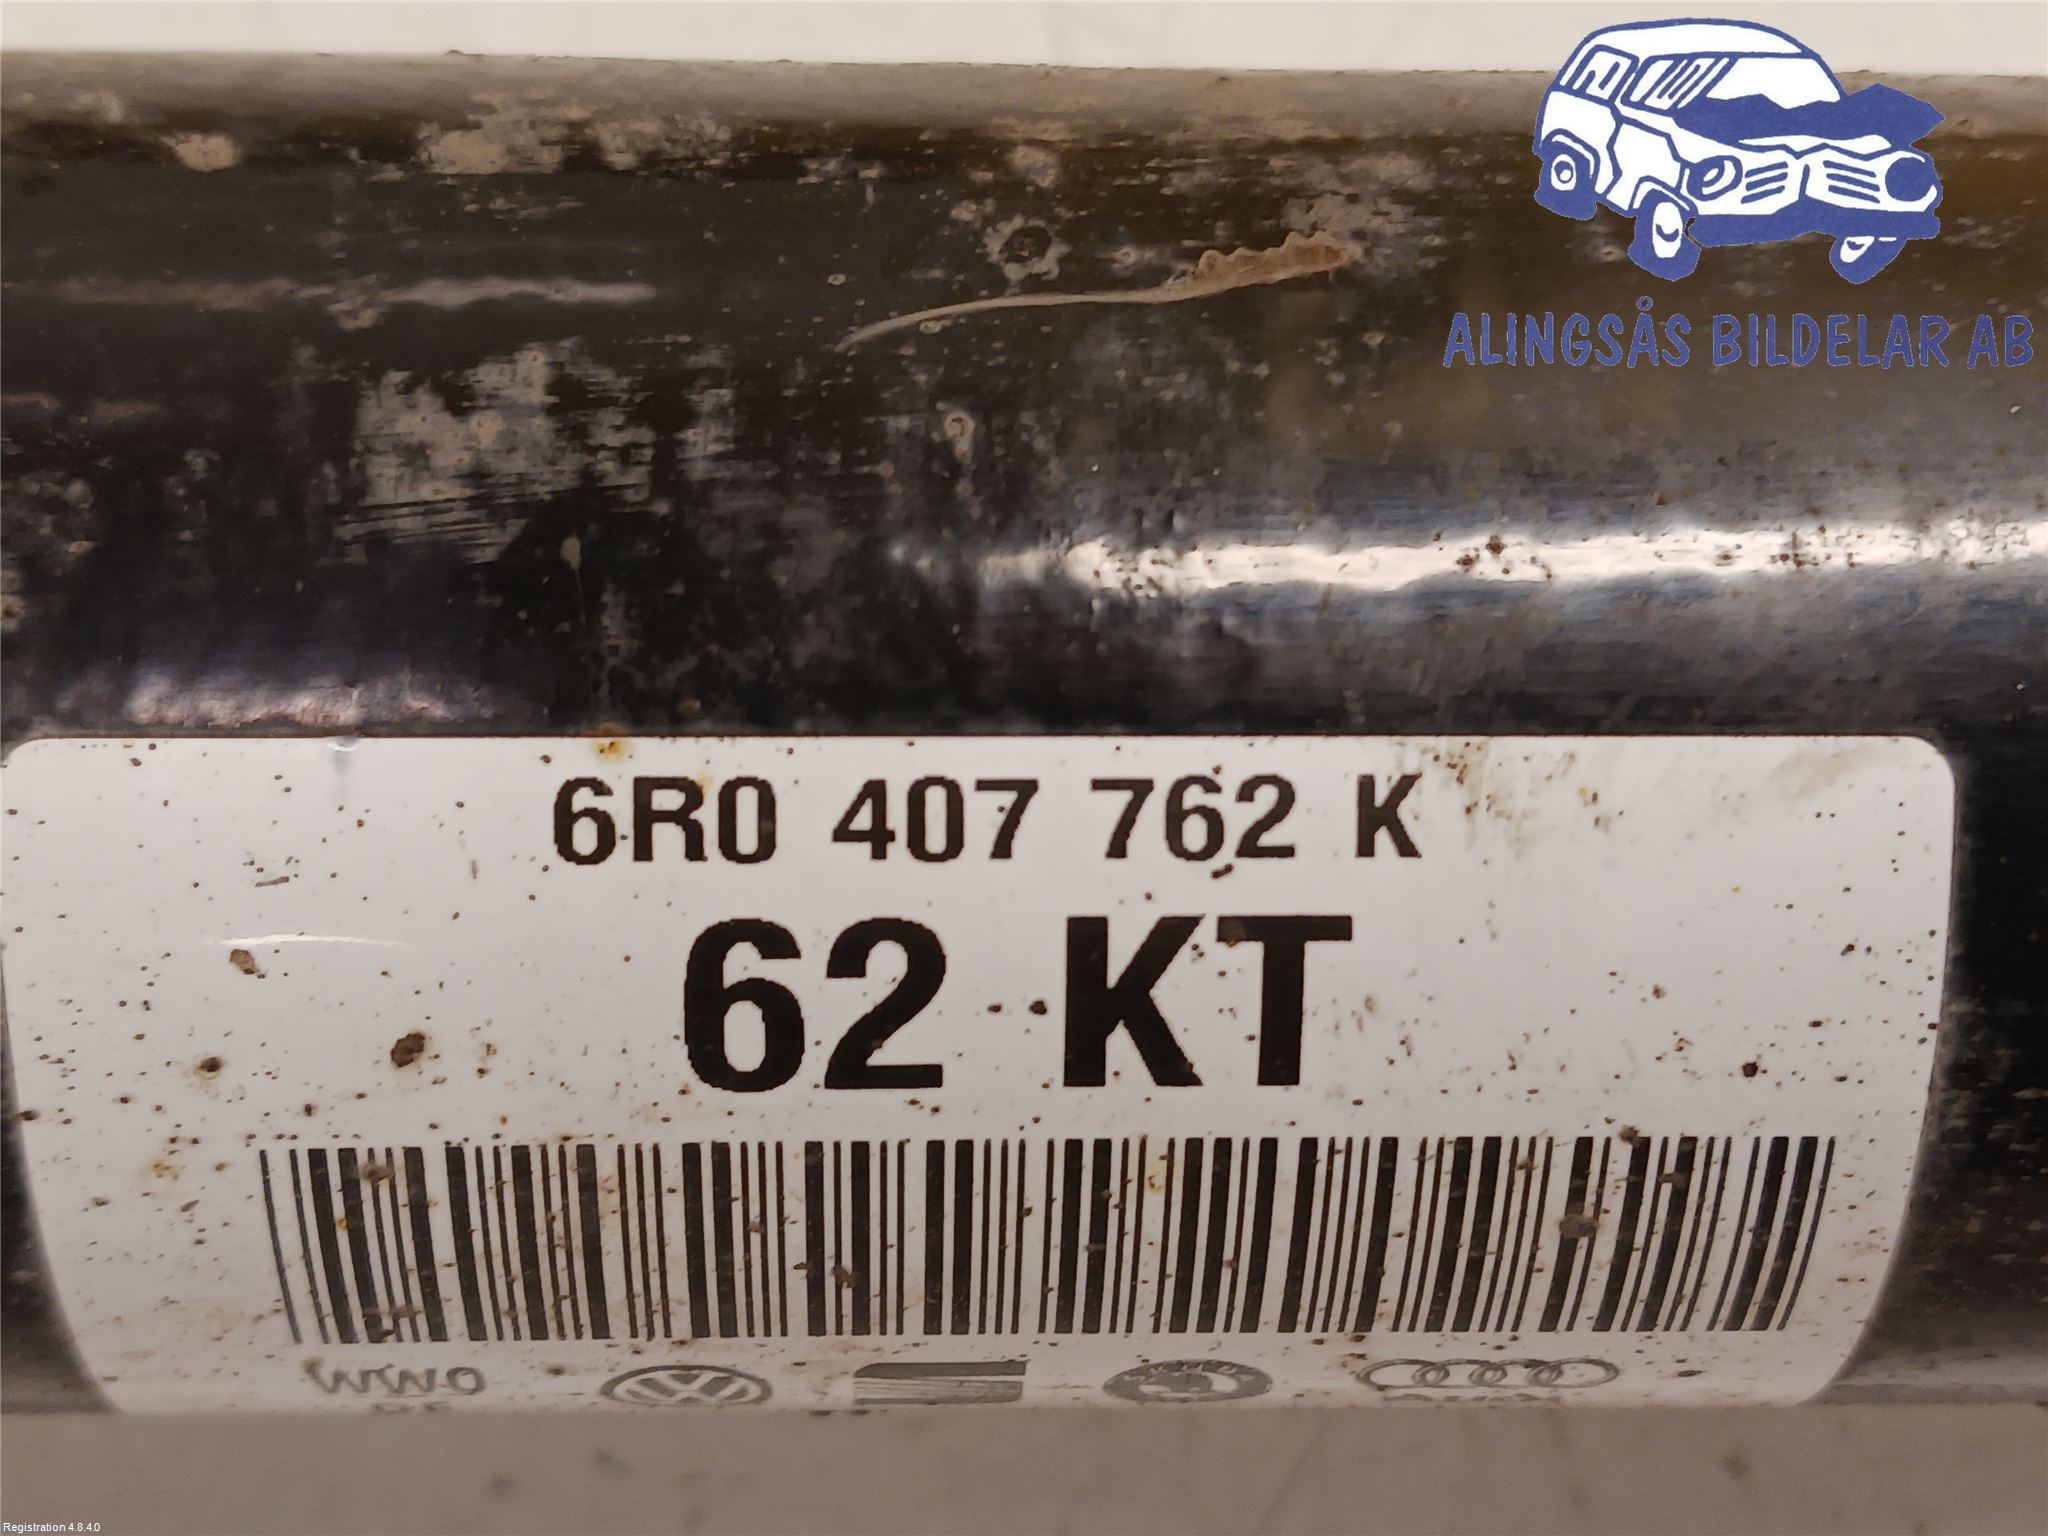 ALINGSÅS BILDELAR AB
6R0 407 762 K
62 KT
Registration 4.8.4.0